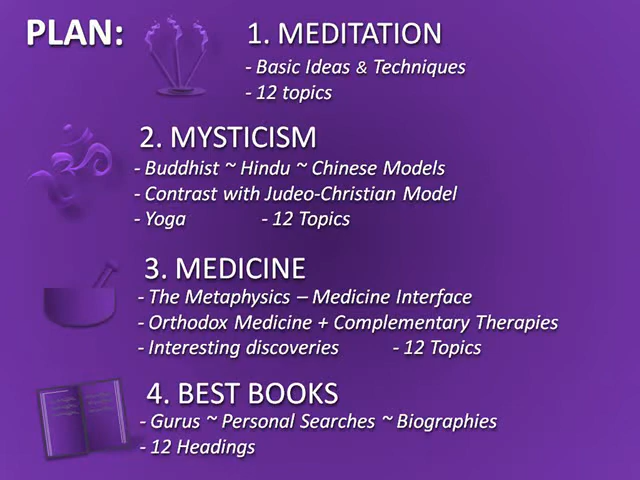 PLAN:
1. MEDITATION
- Basic Ideas & Techniques
- 12 topics
2. MYSTICISM
- Buddhist ~ Hindu ~ Chinese Models
- Contrast with Judeo-Christian Model
- Yoga - 12 Topics
3. MEDICINE
- The Metaphysics – Medicine Interface
- Orthodox Medicine + Complementary Therapies
- Interesting discoveries - 12 Topics
4. BEST BOOKS
- Gurus ~ Personal Searches ~ Biographies
- 12 Headings